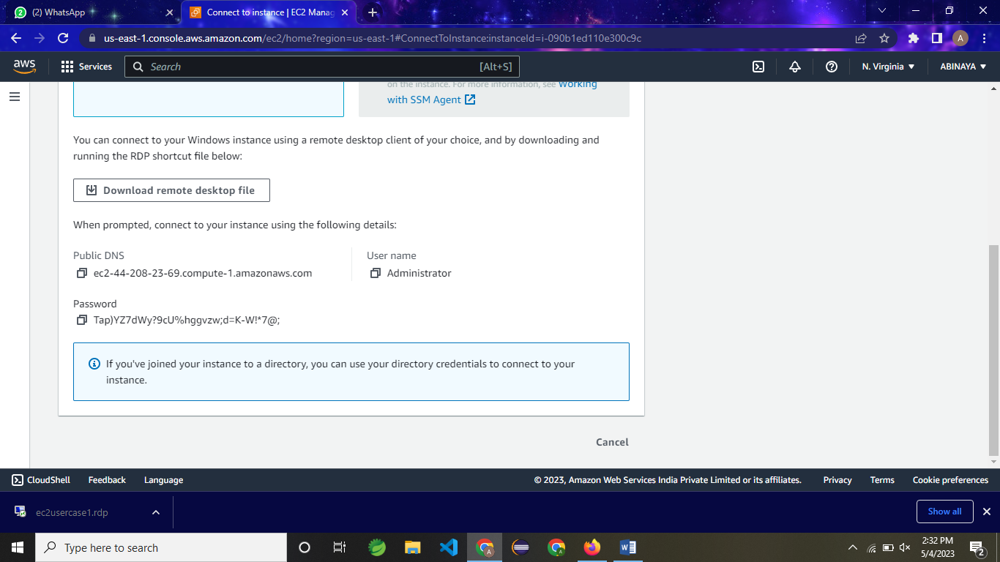 (2) WhatsApp
Connect to instance | EC2 Manag
us-east-1.console.aws.amazon.com/ec2/home?region=us-east-1#ConnectToInstance:instanceId=i-090b1ed110e300c9c
A
aws
Services
Search
[Alt+S]
N. Virginia
ABINAYA
on the instance. For more information, see Working
with SSM Agent
You can connect to your Windows instance using a remote desktop client of your choice, and by downloading and
running the RDP shortcut file below:
Download remote desktop file
When prompted, connect to your instance using the following details:
Public DNS
ec2-44-208-23-69.compute-1.amazonaws.com
User name
Administrator
Password
Tap)YZ7dWy?9cU%hggvzw;d=K-W!*7@;
If you've joined your instance to a directory, you can use your directory credentials to connect to your
instance.
Cancel
CloudShell
Feedback
Language
© 2023, Amazon Web Services India Private Limited or its affiliates.
Privacy
Terms
Cookie preferences
ec2usercase1.rdp
Show all
Type here to search
2:32 PM
5/4/2023
2